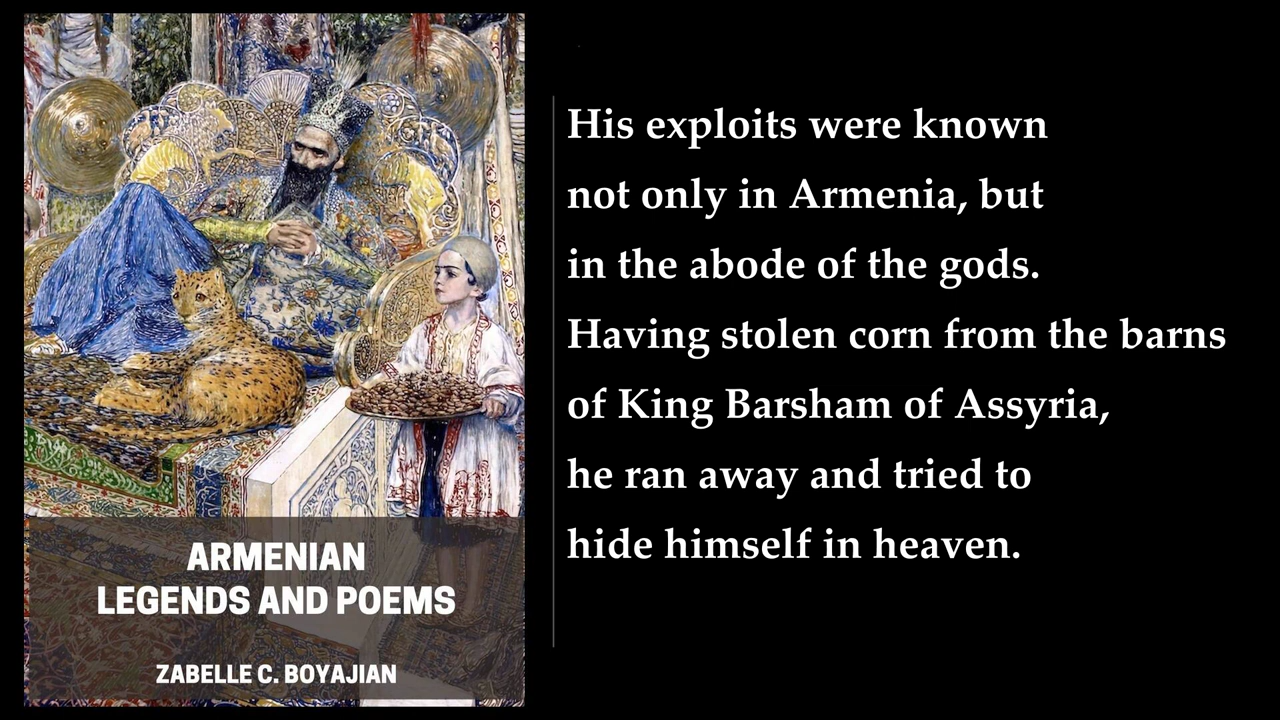 ARMENIAN
LEGENDS AND POEMS
ZABELLE C. BOYAJIAN
His exploits were known
not only in Armenia, but
in the abode of the gods.
Having stolen corn from the barns
of King Barsham of Assyria,
he ran away and tried to
hide himself in heaven.